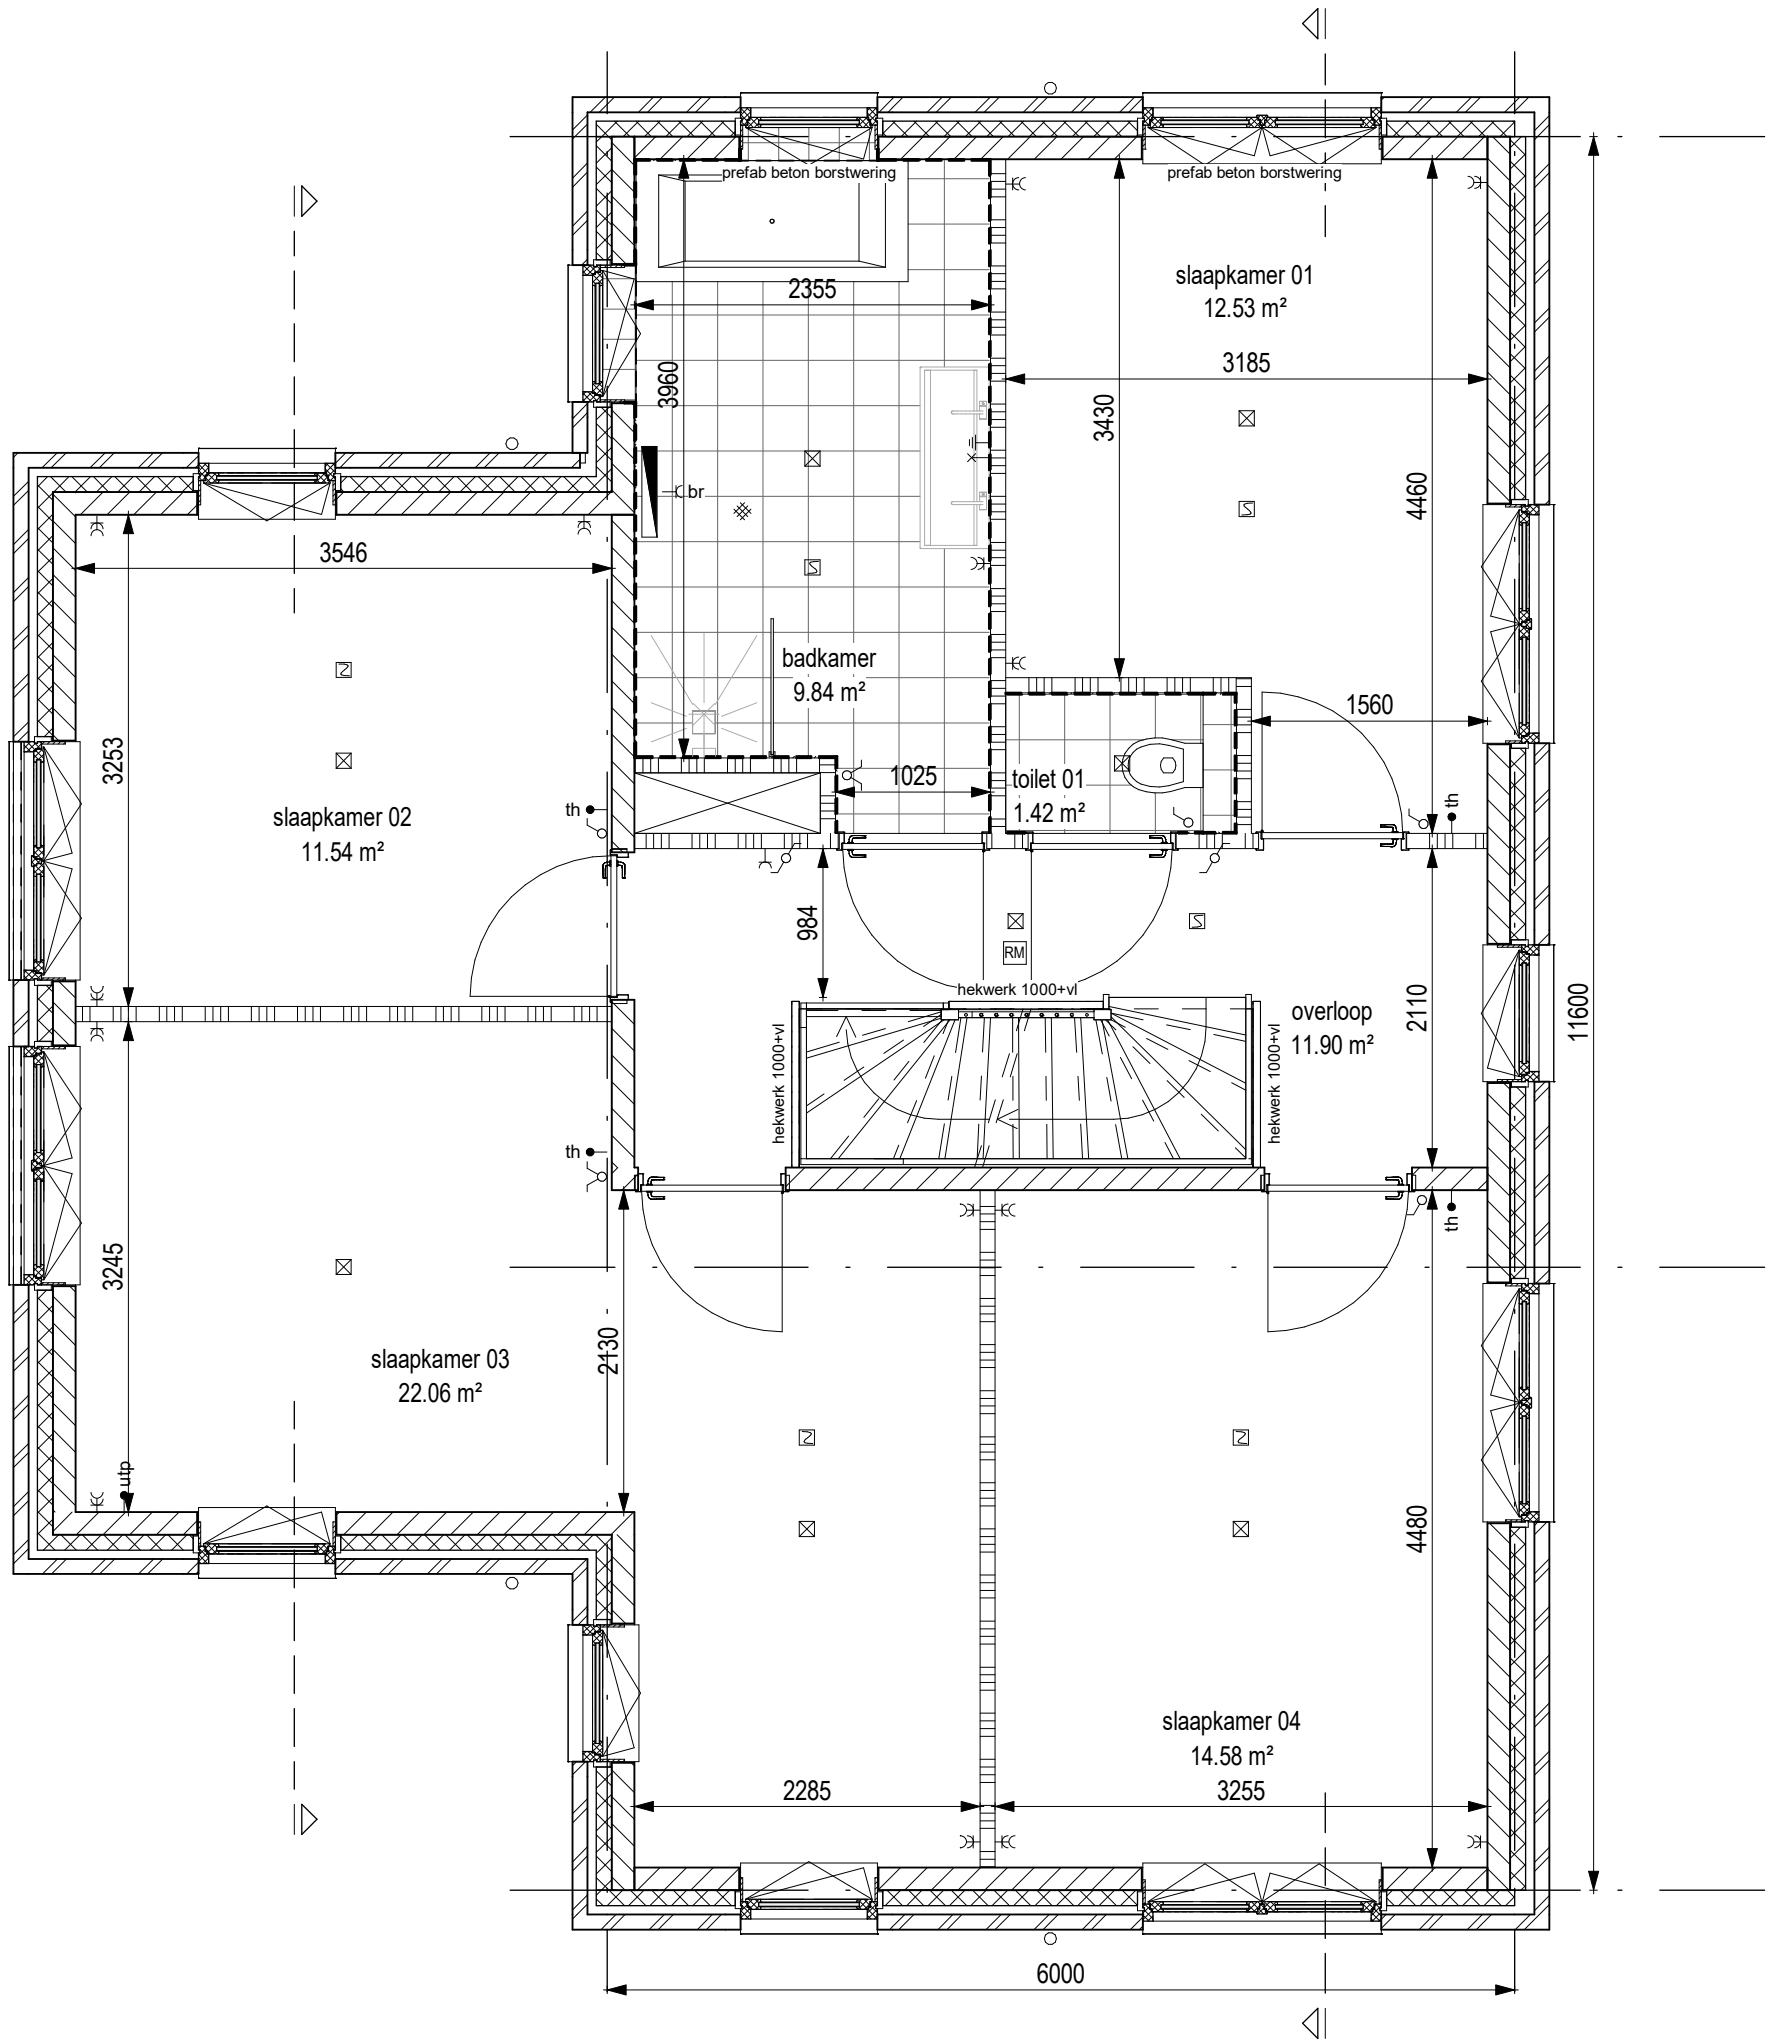 prefab beton borstwering
prefab beton borstwering
2355
slaapkamer 01
12.53 m²
3185
3960
3430
4460
br
3546
badkamer
9.84 m²
1560
3253
1025
toilet 01
1.42 m²
th
th
slaapkamer 02
11.54 m²
984
RM
hekwerk 1000+vl
overloop
11.90 m²
2110
11600
hekwerk 1000+vl
hekwerk 1000+vl
th
th
3245
2130
slaapkamer 03
22.06 m²
utp
4480
slaapkamer 04
14.58 m²
2285
3255
6000